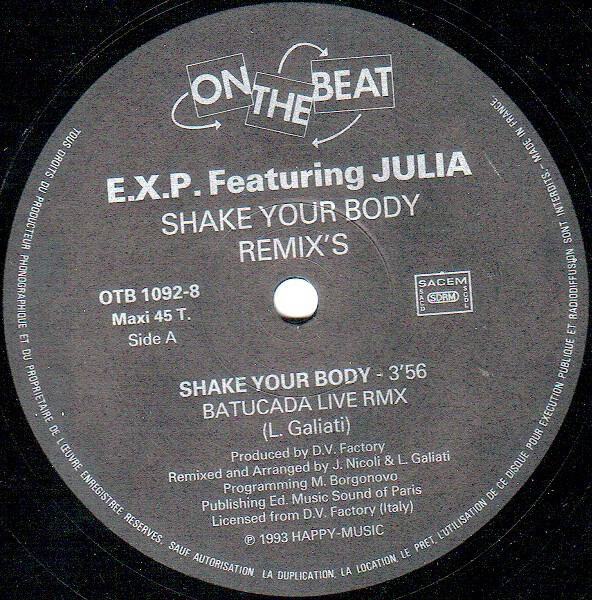 ON
THE
BEAT
E.X.P. Featuring JULIA
SHAKE YOUR BODY
REMIX'S
OTB 1092-8
Maxi 45 T.
Side A
SACEM
SACD
SDRM
SGDL
SHAKE YOUR BODY - 3'56
BATUCADA LIVE RMX
(L. Galiati)
Produced by D.V. Factory
Remixed and Arranged by J. Nicoli & L. Galiati
Programming M. Borgonovo
Publishing Ed. Music Sound of Paris
Licensed from D.V. Factory (Italy)
℗ 1993 HAPPY-MUSIC
TOUS DROITS DU PRODUCTEUR PHONOGRAPHIQUE ET DU PROPRIETAIRE DE L'ŒUVRE ENREGISTREE RESERVES. SAUF AUTORISATION, LA DUPLICATION, LA LOCATION, LE PRET, L'UTILISATION DE CE DISQUE POUR EXECUTION PUBLIQUE ET RADIODIFFUSION SONT INTERDITS - MADE IN FRANCE